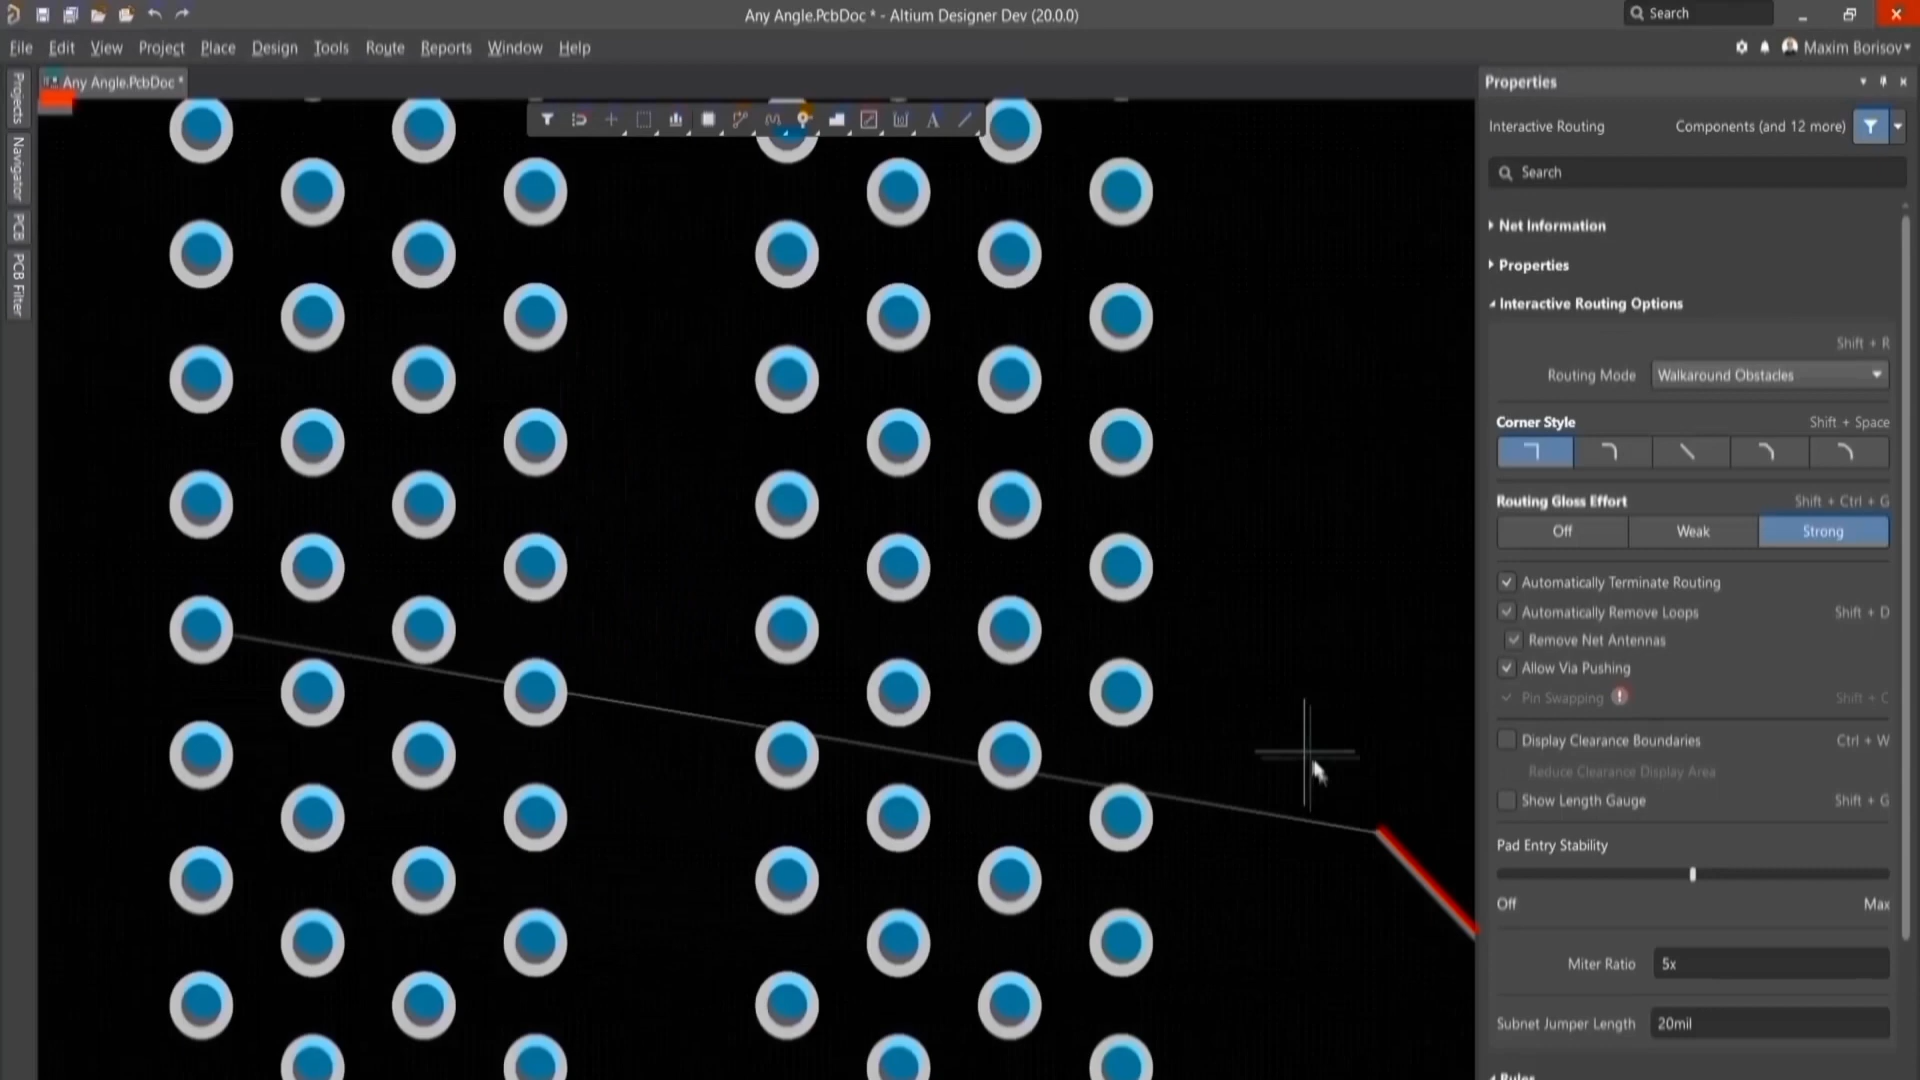 Any Angle.PcbDoc * - Altium Designer Dev (20.0.0)
Search
File Edit View Project Place Design Tools Route Reports Window Help
Maxim Borisov
Any Angle.PcbDoc *
Projects
Navigator
PCB
PCB Filter
Properties
Interactive Routing Components (and 12 more)
Search
Net Information
Properties
Interactive Routing Options
Shift + R
Routing Mode Walkaround Obstacles
Corner Style Shift + Space
Routing Gloss Effort Shift + Ctrl + G
Off Weak Strong
Automatically Terminate Routing
Automatically Remove Loops Shift + D
Remove Net Antennas
Allow Via Pushing
Pin Swapping Shift + C
Display Clearance Boundaries Ctrl + W
Reduce Clearance Display Area
Show Length Gauge Shift + G
Pad Entry Stability
Off Max
Miter Ratio 5x
Subnet Jumper Length 20mil
Rules